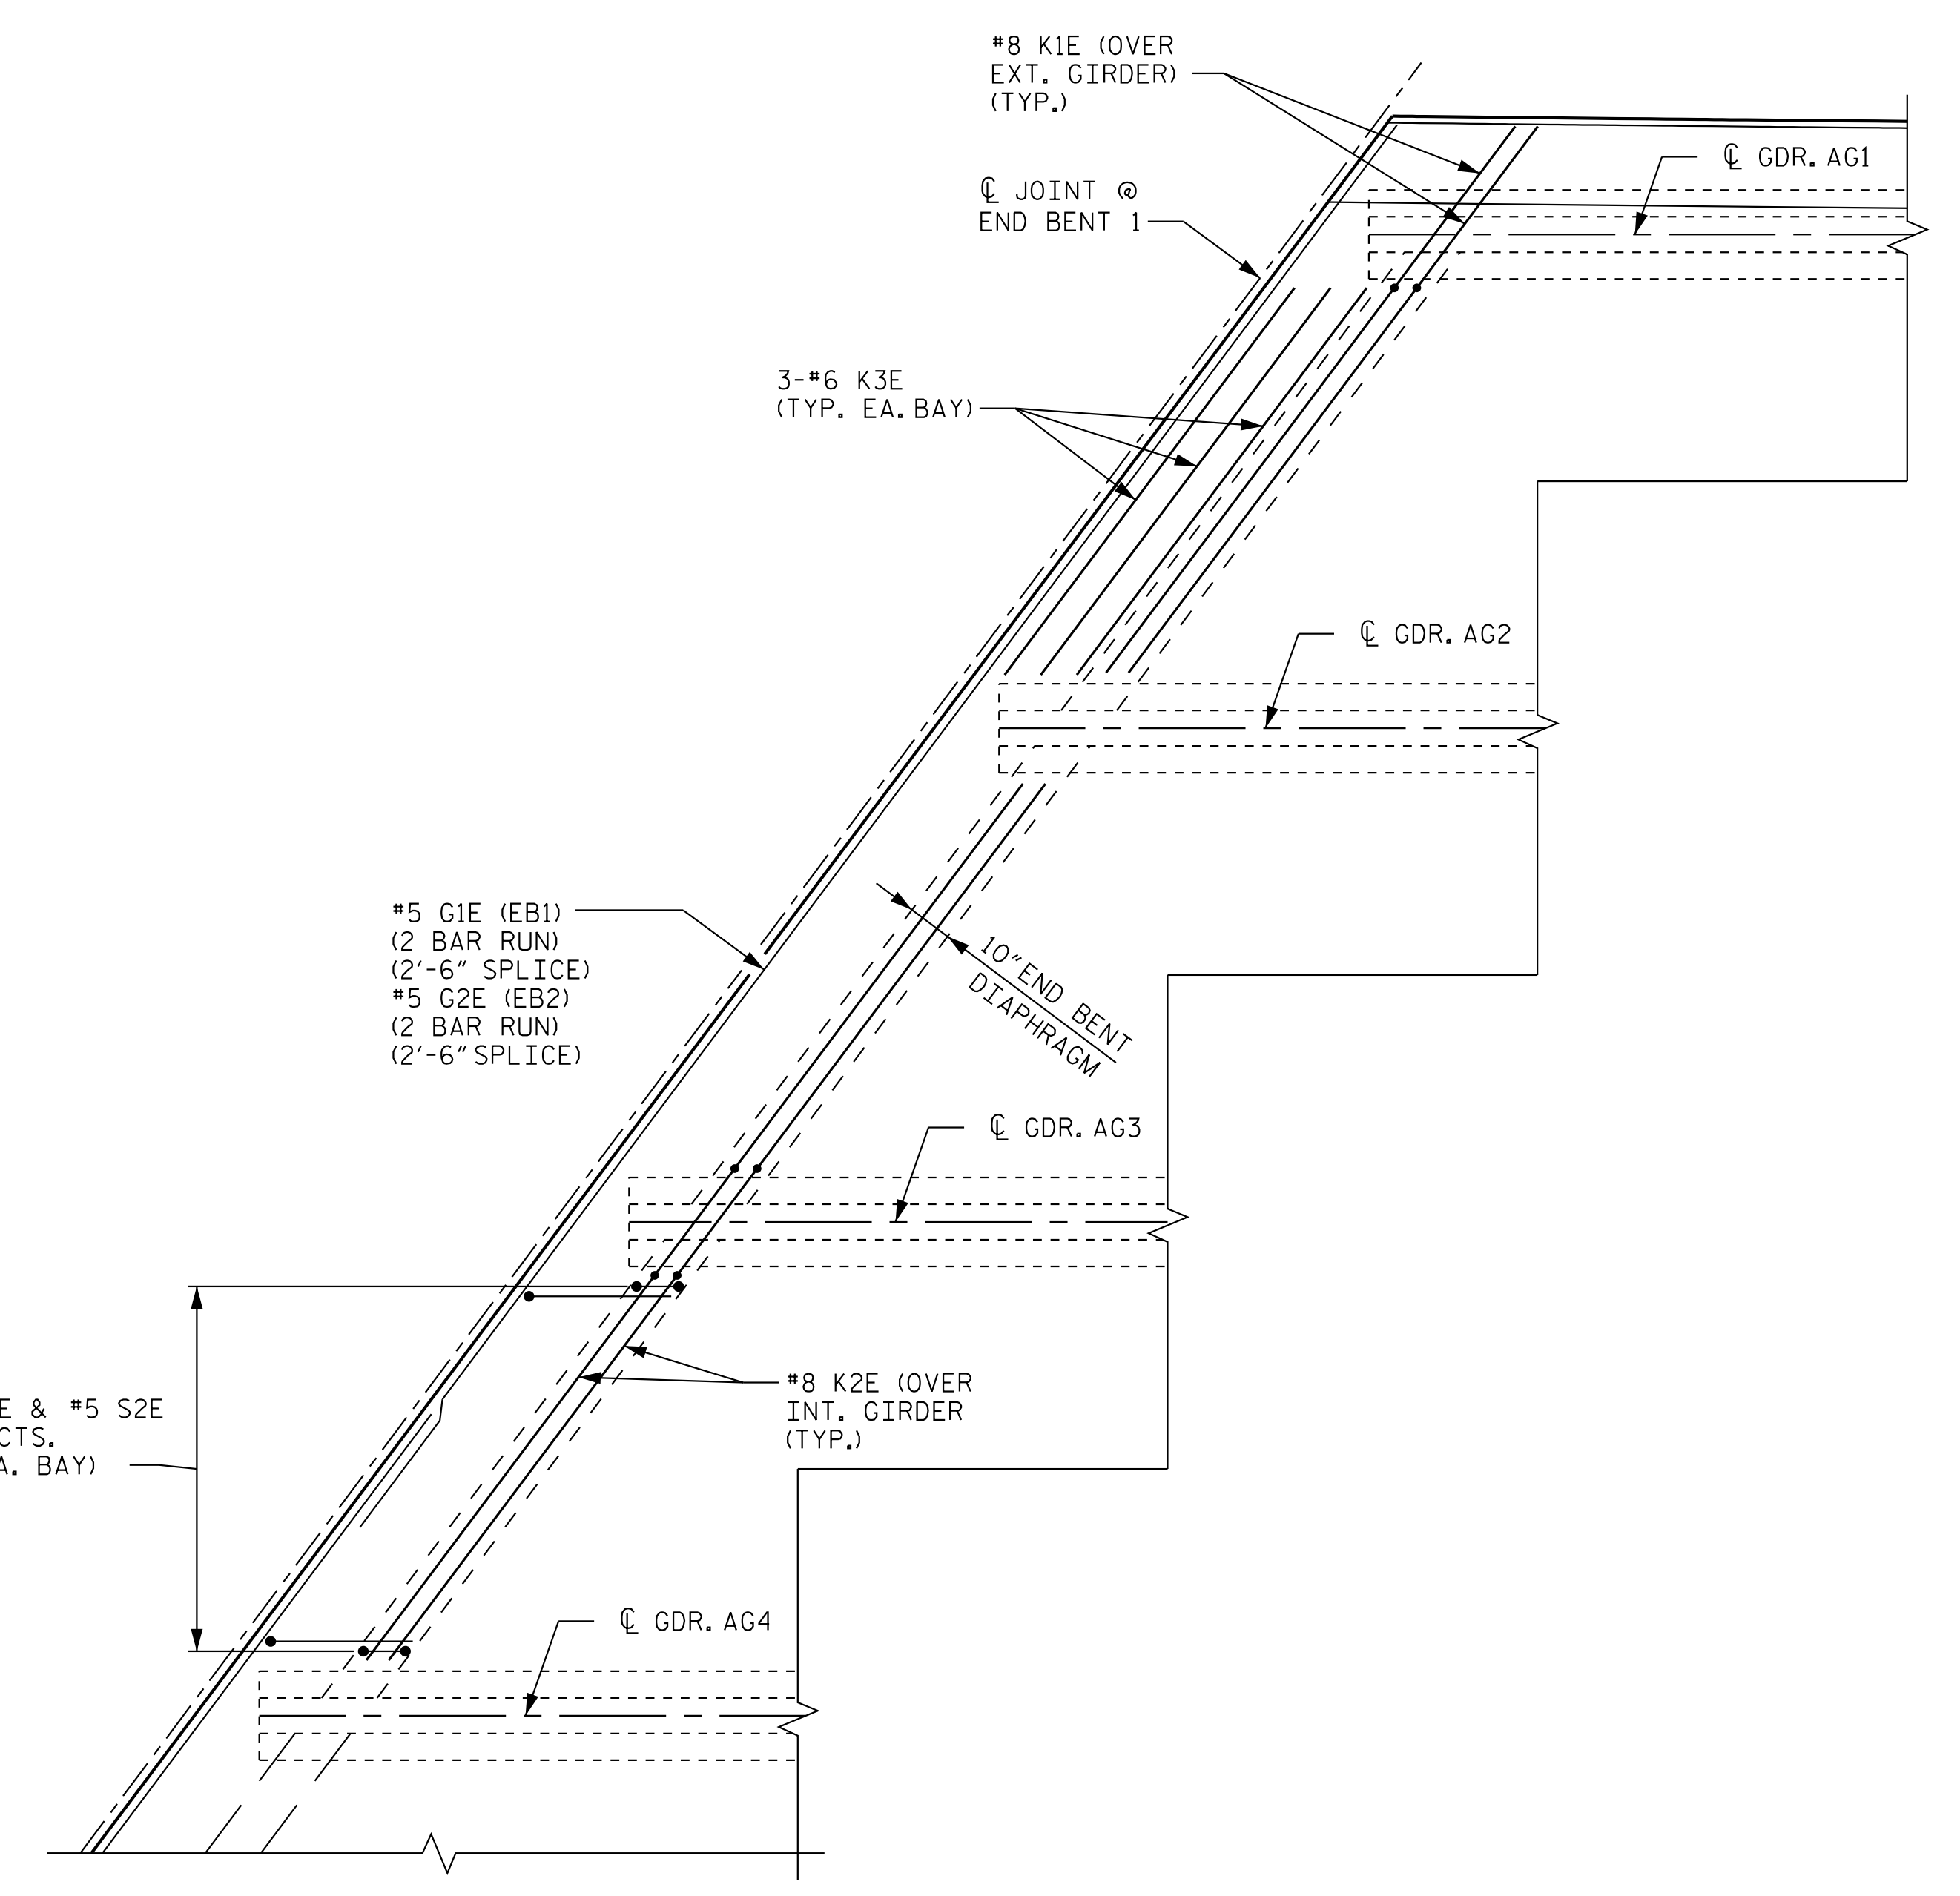 #8 K1E (OVER
EXT. GIRDER)
(TYP.)
℄ GDR. AG1
℄ JOINT @
END BENT 1
3-#6 K3E
(TYP. EA. BAY)
℄ GDR. AG2
#5 G1E (EB1)
(2 BAR RUN)
(2'-6" SPLICE)
#5 G2E (EB2)
(2 BAR RUN)
(2'-6" SPLICE)
10" END BENT
DIAPHRAGM
℄ GDR. AG3
#8 K2E (OVER
INT. GIRDER
(TYP.)
E & #5 S2E
CTS.
A. BAY)
℄ GDR. AG4